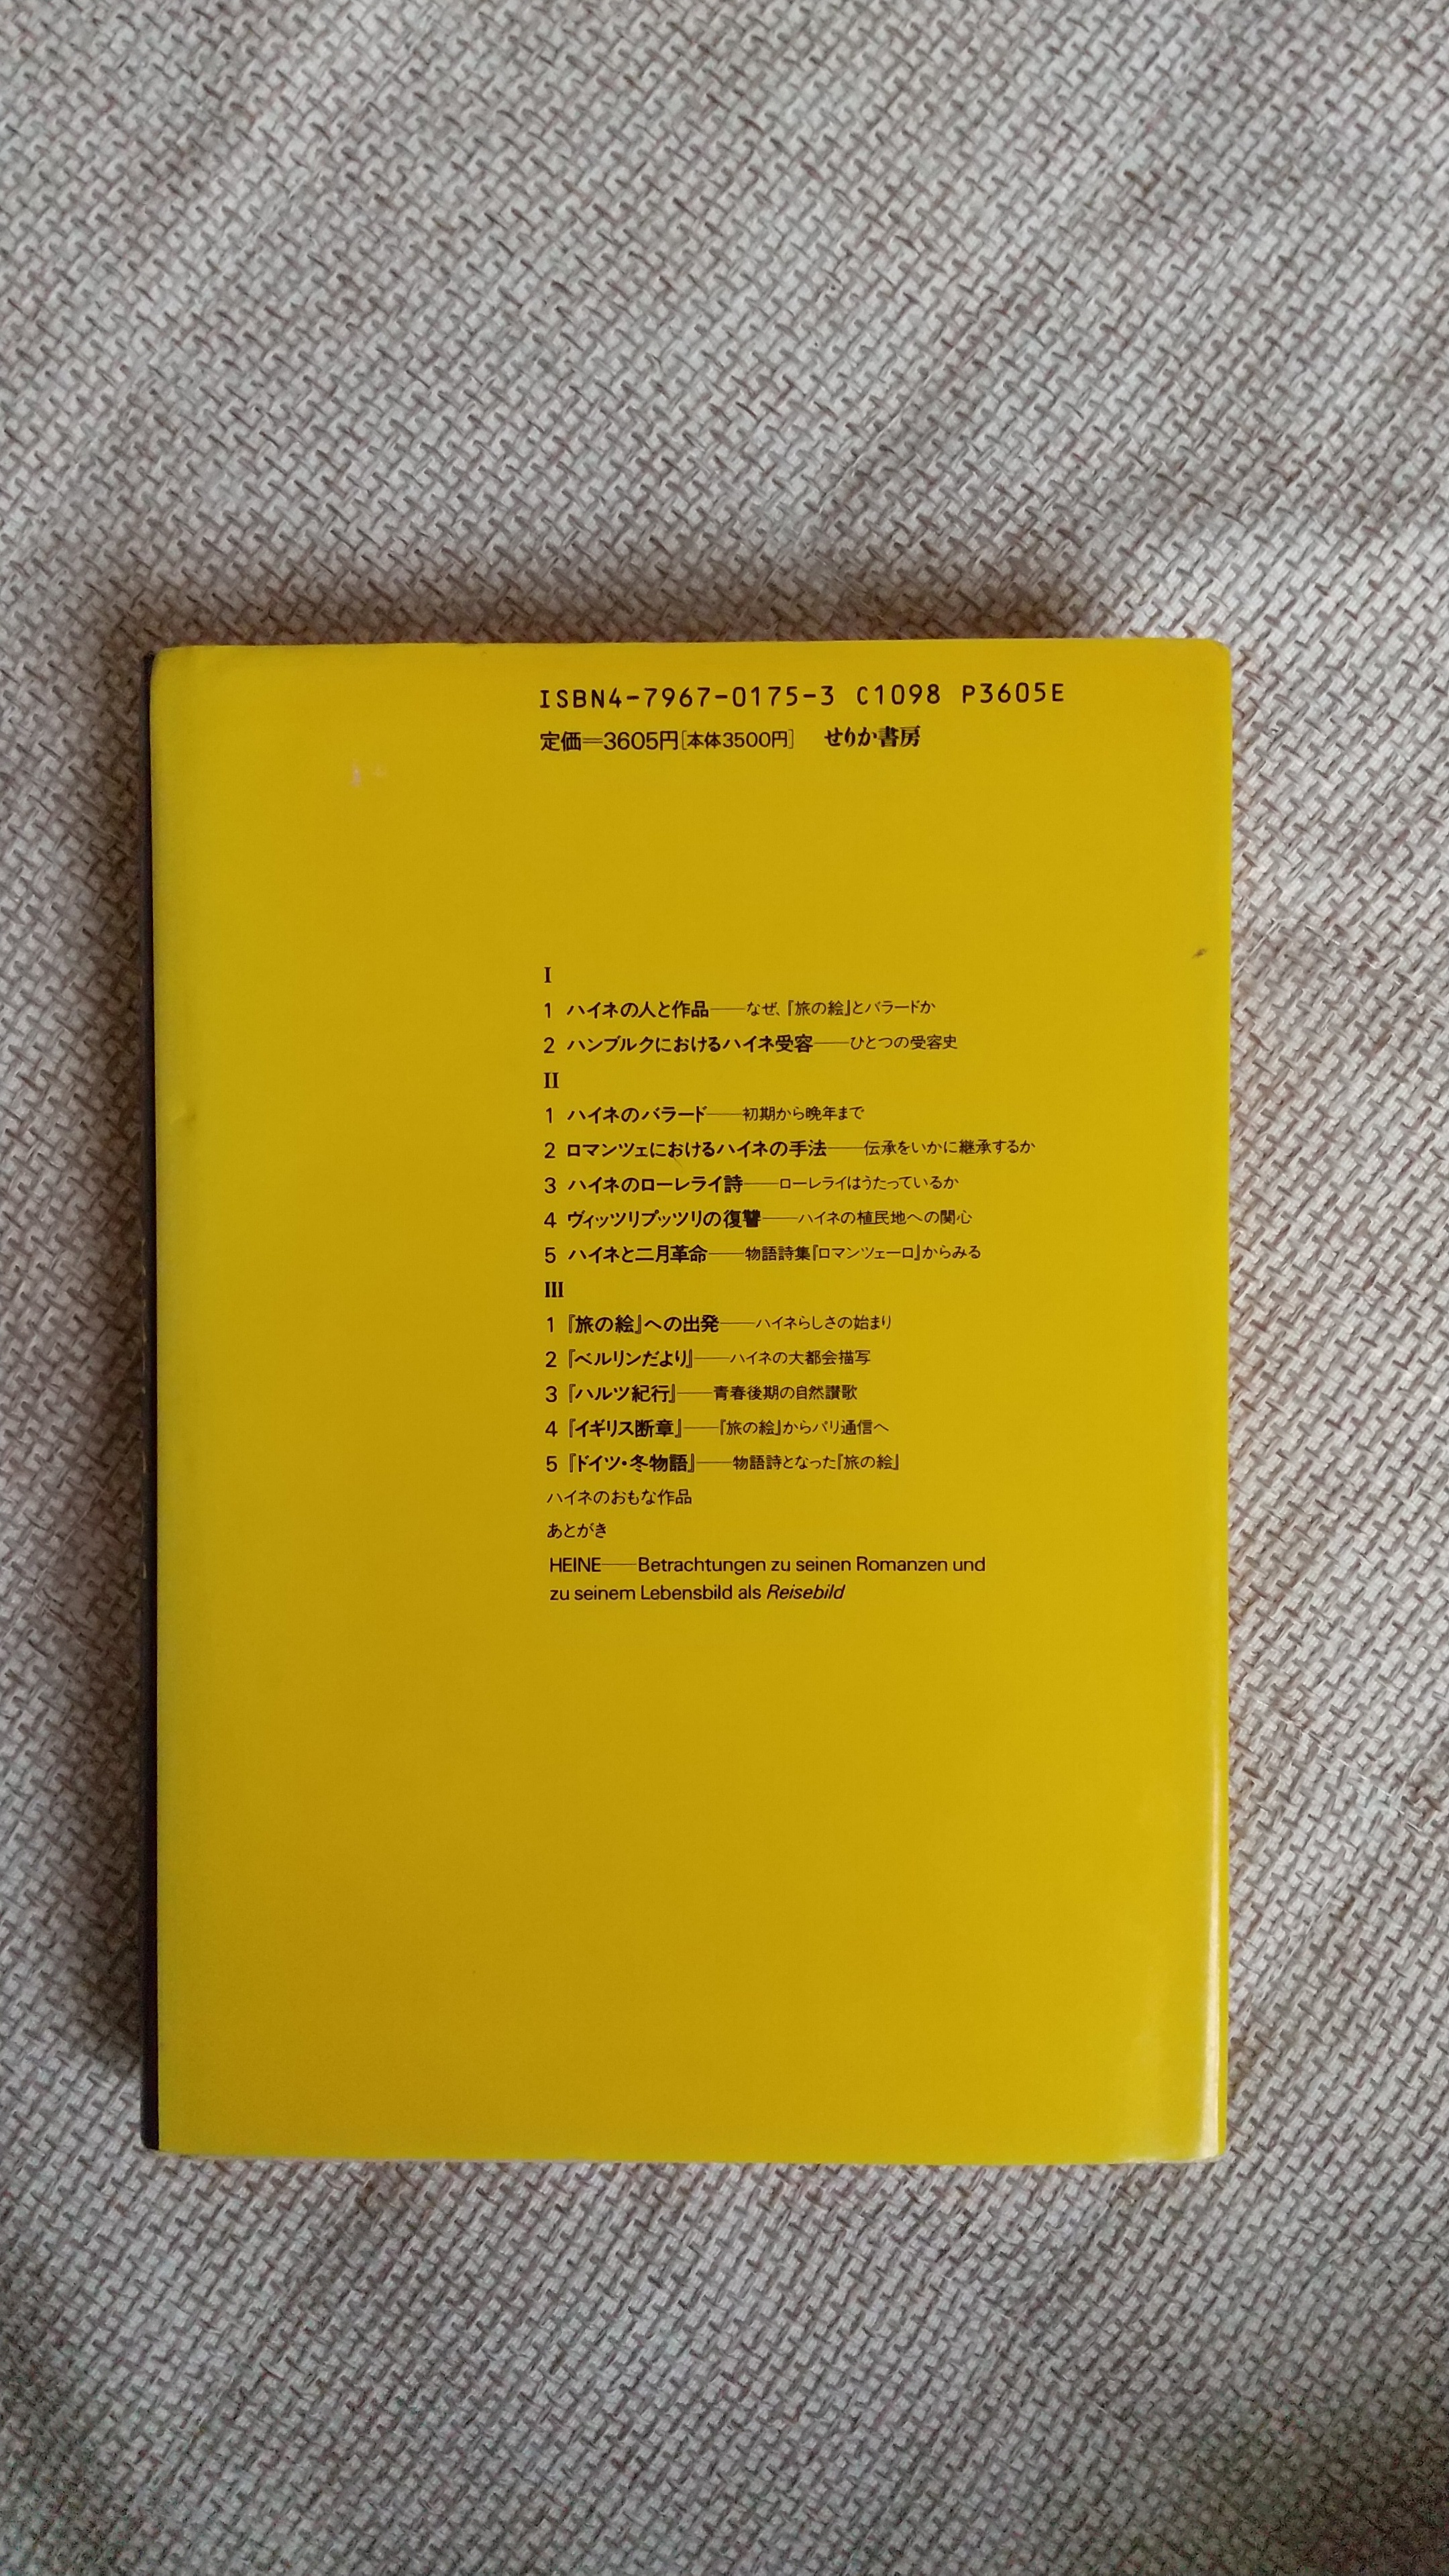 ISBN4-7967-0175-3 C1098 P3605E
定価=3605円[本体3500円] せりか書房
I
1 ハイネの人と作品――なぜ、『旅の絵』とバラードか
2 ハンブルクにおけるハイネ受容――ひとつの受容史
II
1 ハイネのバラード――初期から晩年まで
2 ロマンツェにおけるハイネの手法――伝承をいかに継承するか
3 ハイネのローレライ詩――ローレライはうたっているか
4 ヴィッツリプッツリの復讐――ハイネの植民地への関心
5 ハイネと二月革命――物語詩集『ロマンツェーロ』からみる
III
1 『旅の絵』への出発――ハイネらしさの始まり
2 『ベルリンだより』――ハイネの大都会描写
3 『ハルツ紀行』――青春後期の自然讃歌
4 『イギリス断章』――『旅の絵』からパリ通信へ
5 『ドイツ・冬物語』――物語詩となった『旅の絵』
ハイネのおもな作品
あとがき
HEINE――Betrachtungen zu seinen Romanzen und
zu seinem Lebensbild als Reisebild